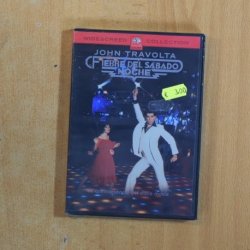 WIDESCREEN COLLECTION
JOHN TRAVOLTA
FIEBRE DEL SABADO
NOCHE